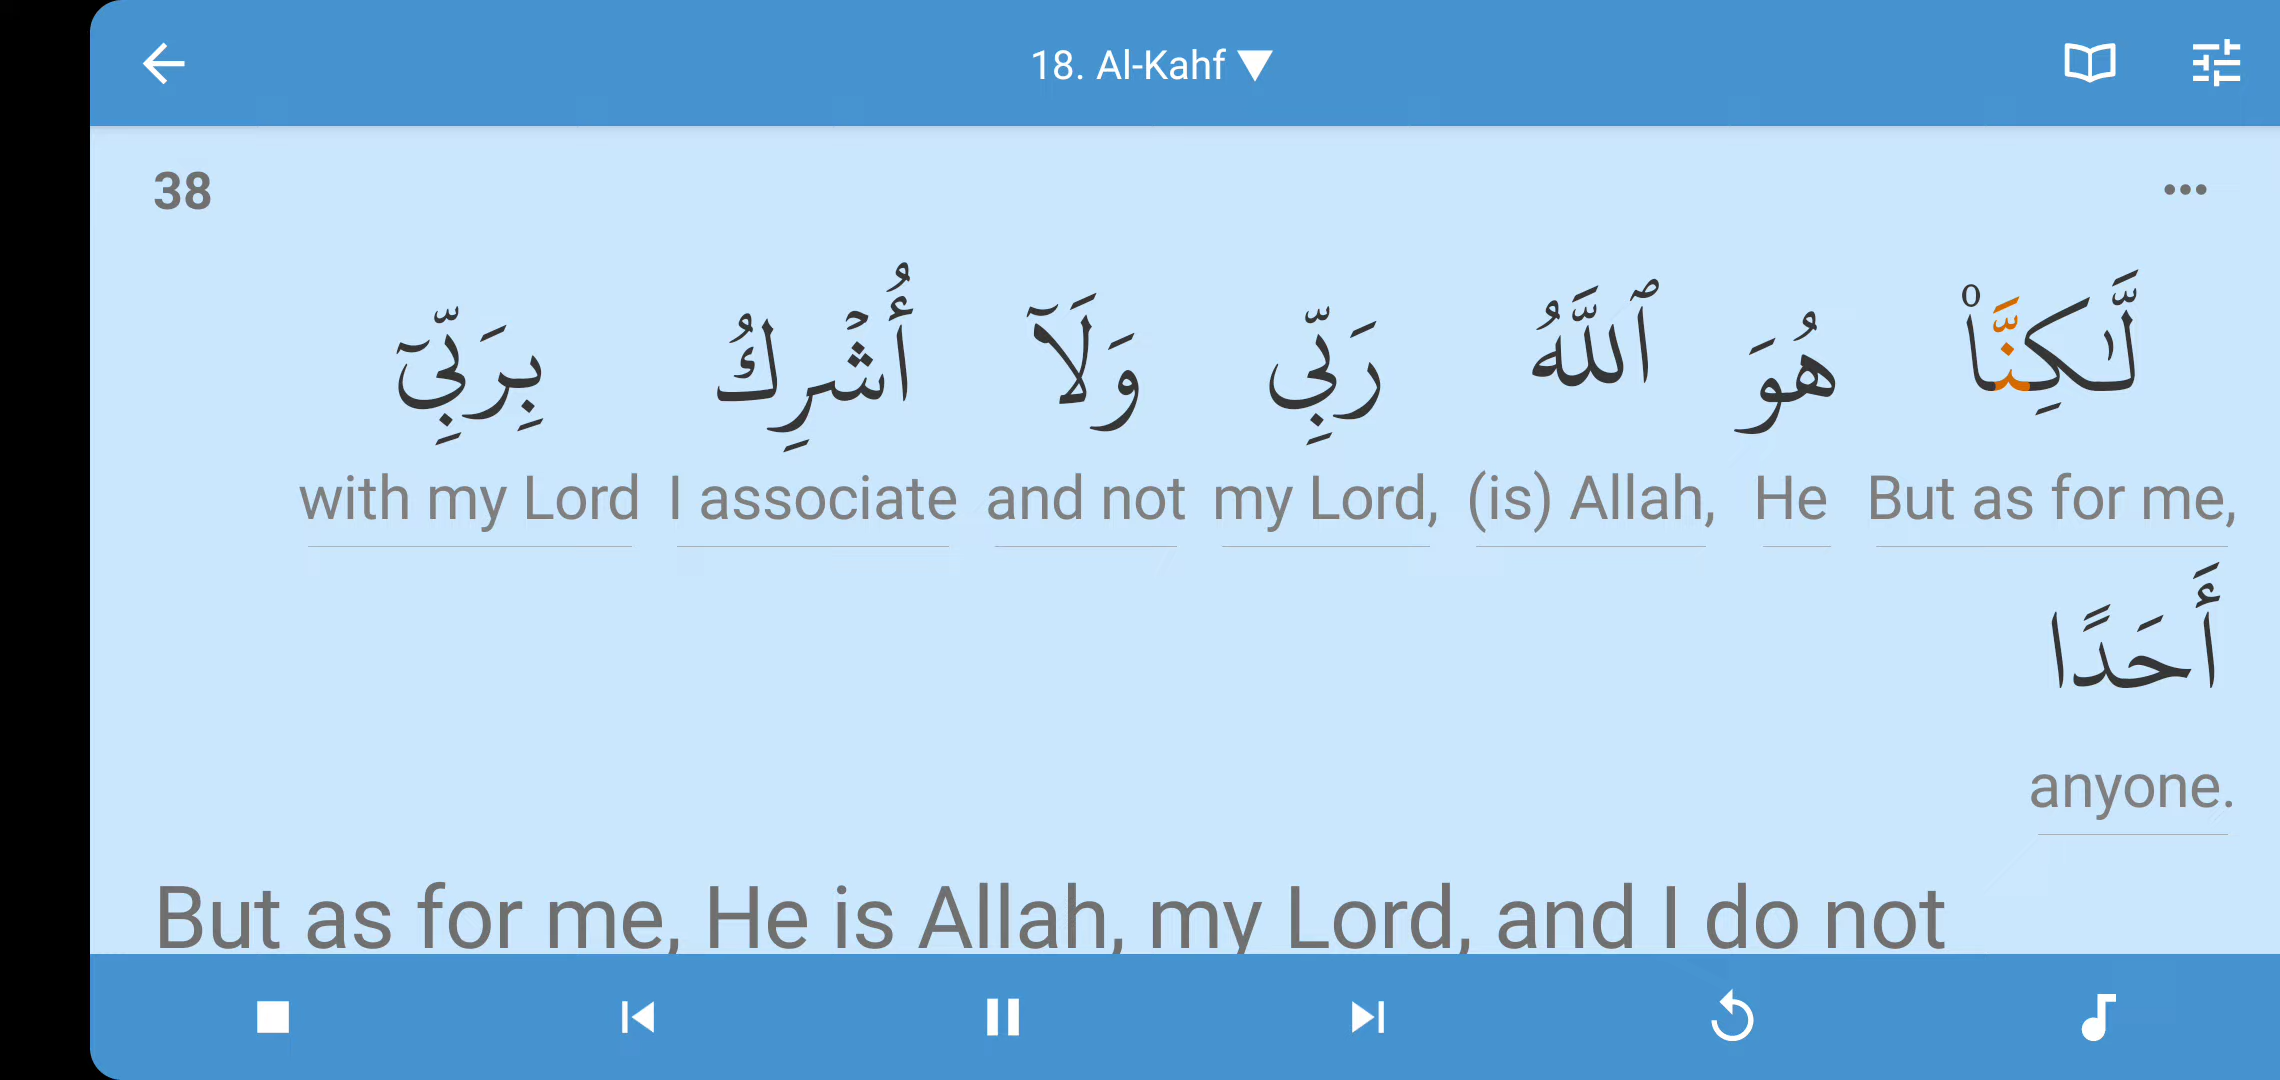 18. Al-Kahf ▼
38
لَّـٰكِنَّا۠ هُوَ ٱللَّهُ رَبِّي وَلَآ أُشْرِكُ بِرَبِّيٓ
But as for me, He (is) Allah, my Lord, and not I associate with my Lord
أَحَدًا
anyone.
But as for me, He is Allah, my Lord, and I do not